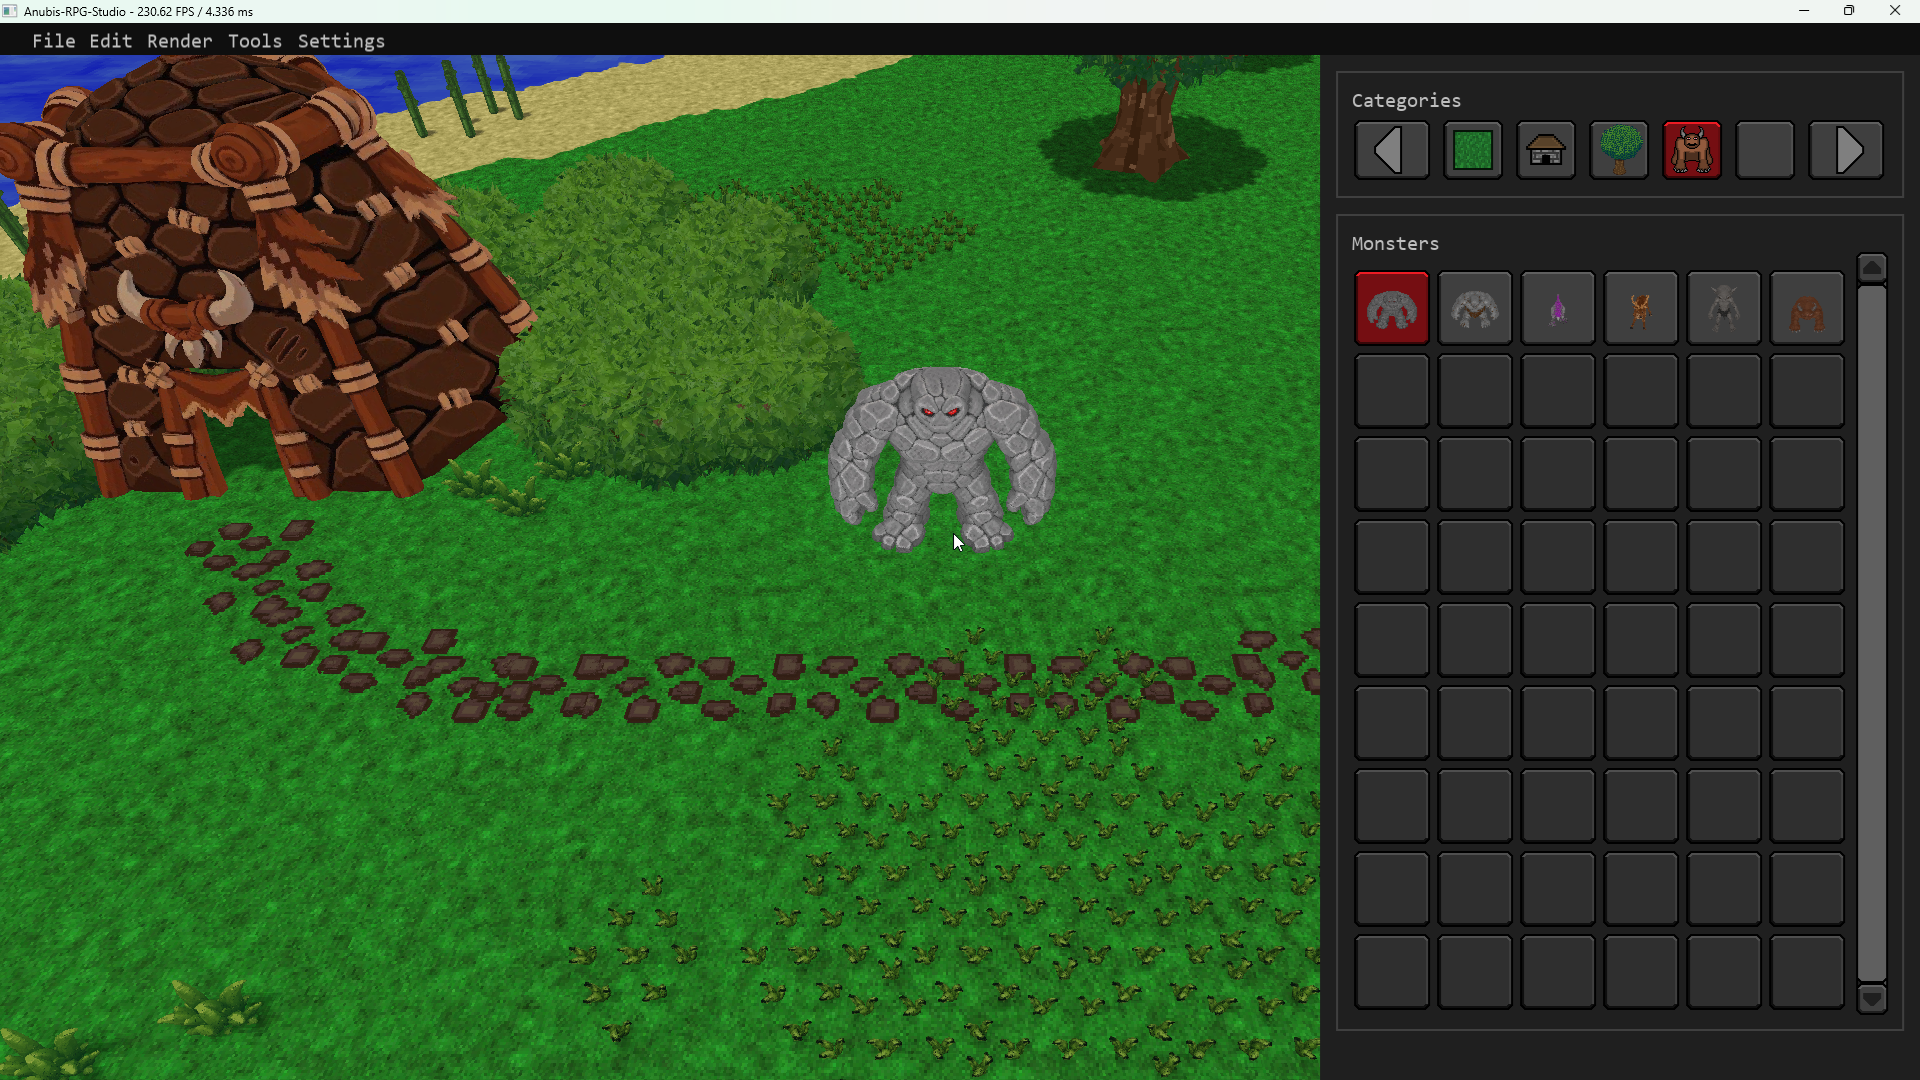 Anubis-RPG-Studio - 230.62 FPS / 4.336 ms
File Edit Render Tools Settings
Categories
Monsters